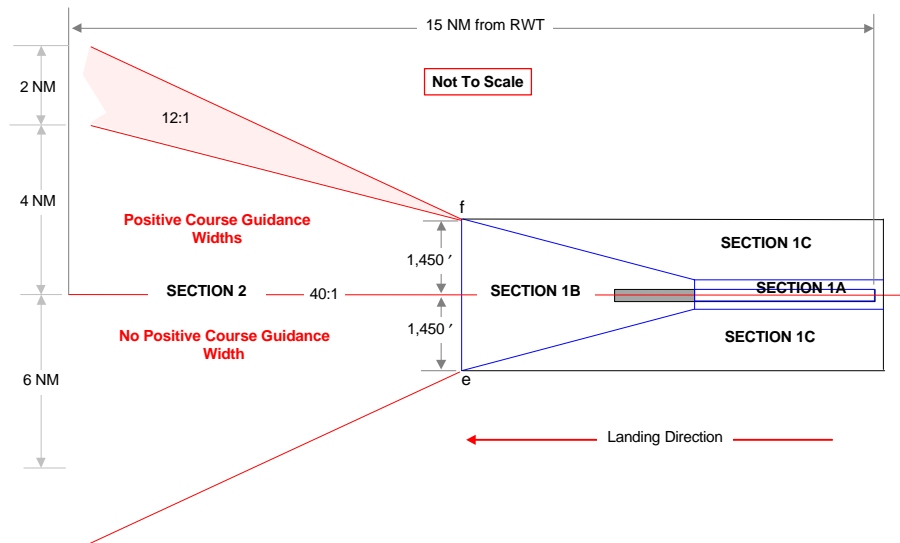 15 NM from RWT
2 NM
Not To Scale
12:1
4 NM
f
Positive Course Guidance
Widths
1,450 ′
SECTION 1C
SECTION 2
40:1
SECTION 1B
SECTION 1A
No Positive Course Guidance
Width
1,450 ′
SECTION 1C
6 NM
e
Landing Direction